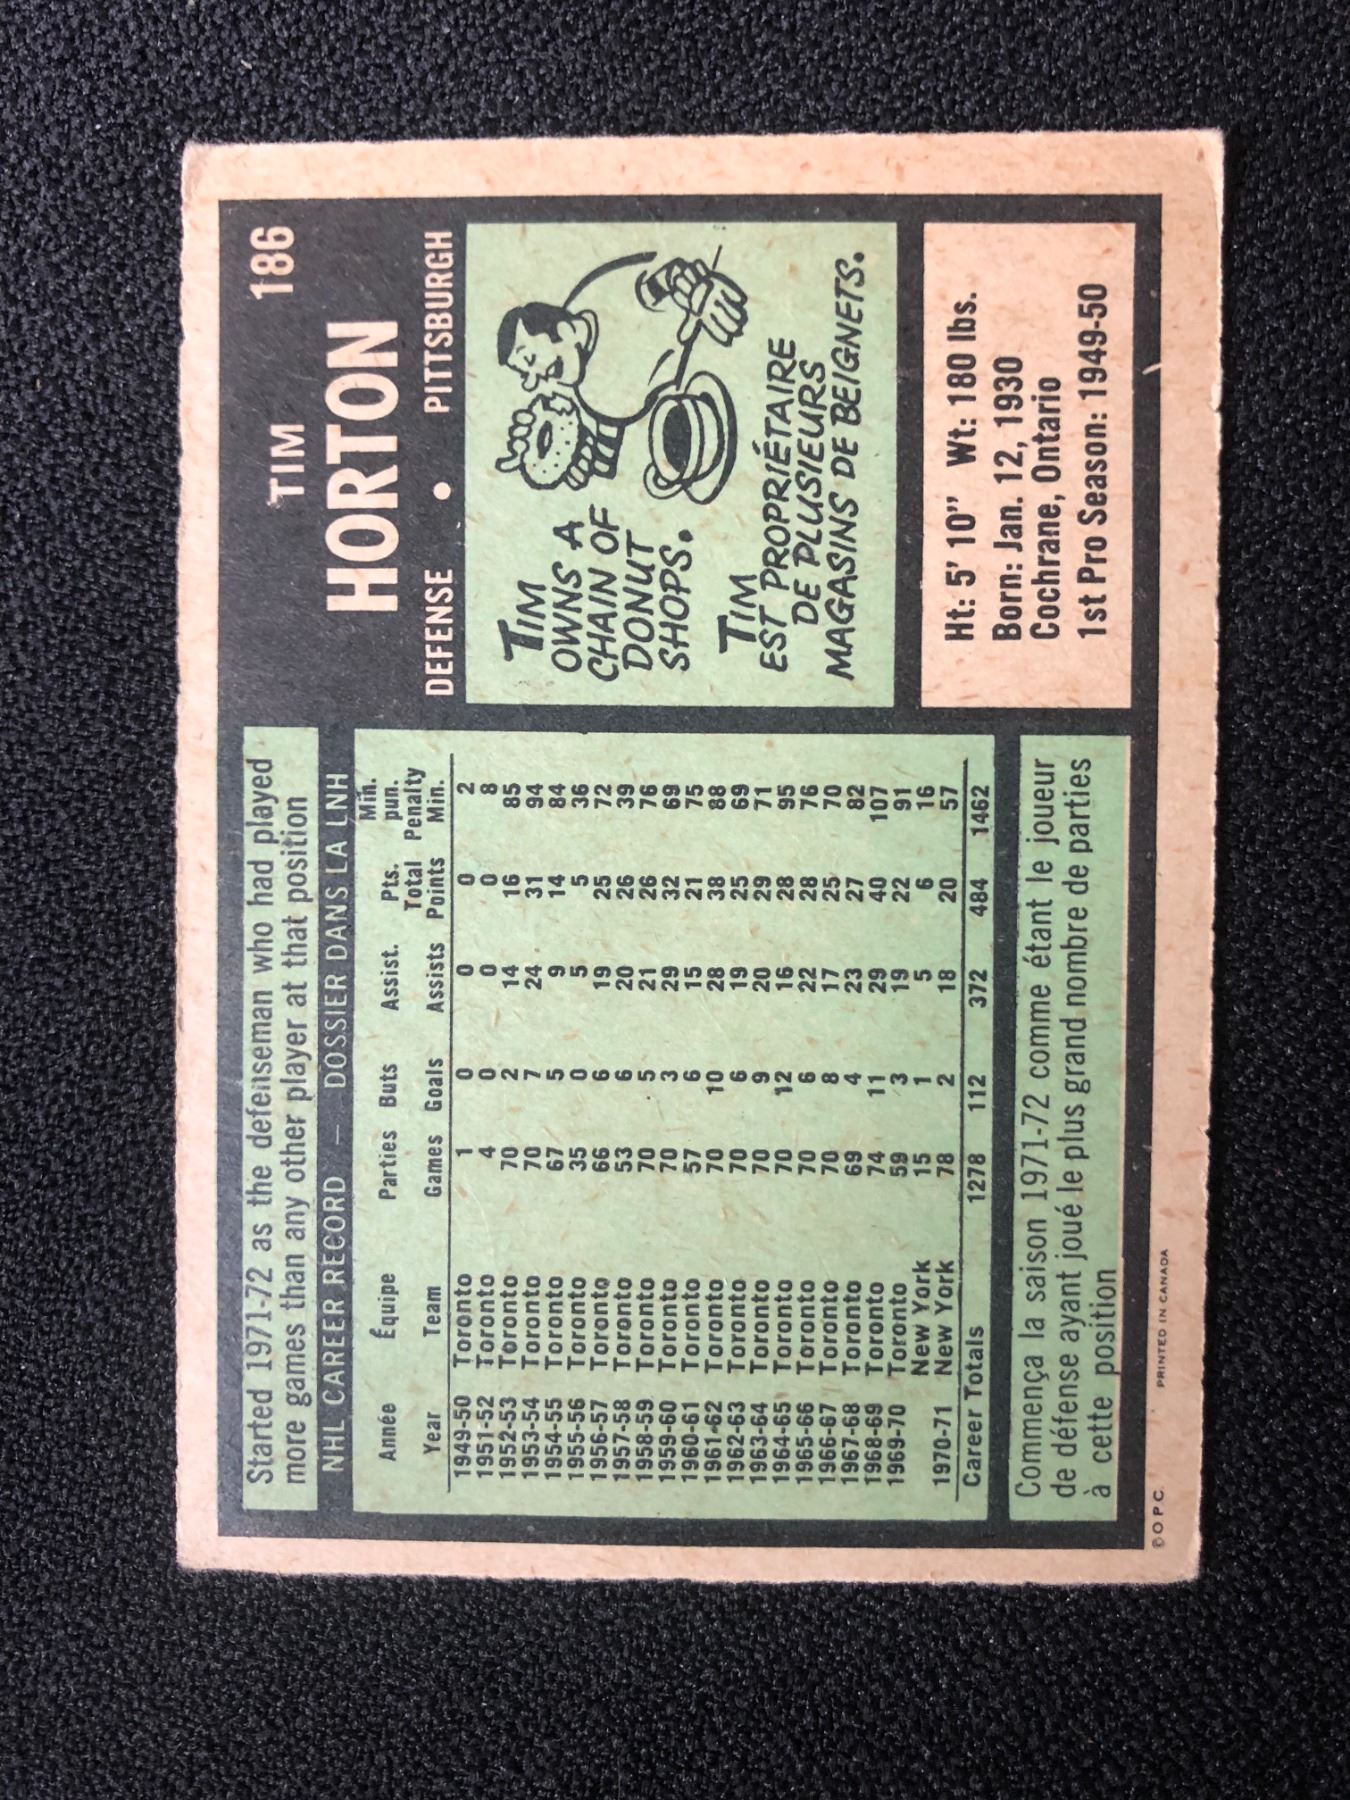 Started 1971-72 as the defenseman who had played
more games than any other player at that position
NHL CAREER RECORD — DOSSIER DANS LA LNH
Année Équipe Parties Buts Assist. Pts. Min. pun.
Year Team Games Goals Assists Total Points Penalty Min.
1949-50 Toronto 1 0 0 0 2
1951-52 Toronto 4 0 0 0 8
1952-53 Toronto 70 2 14 16 85
1953-54 Toronto 70 7 24 31 94
1954-55 Toronto 67 5 9 14 84
1955-56 Toronto 35 0 5 5 36
1956-57 Toronto 66 6 19 25 72
1957-58 Toronto 53 6 20 26 39
1958-59 Toronto 70 5 21 26 76
1959-60 Toronto 70 3 29 32 69
1960-61 Toronto 57 6 15 21 75
1961-62 Toronto 70 10 28 38 88
1962-63 Toronto 70 6 19 25 69
1963-64 Toronto 70 9 20 29 71
1964-65 Toronto 70 12 16 28 95
1965-66 Toronto 70 6 22 28 76
1966-67 Toronto 70 8 17 25 70
1967-68 Toronto 69 4 23 27 82
1968-69 Toronto 74 11 29 40 107
1969-70 Toronto 59 3 19 22 91
New York 15 1 5 6 16
1970-71 New York 78 2 18 20 57
Career Totals 1278 112 372 484 1462
Commença la saison 1971-72 comme étant le joueur
de défense ayant joué le plus grand nombre de parties
à cette position
TIM 186
HORTON
DEFENSE • PITTSBURGH
TIM
OWNS A
CHAIN OF
DONUT
SHOPS.
TIM
EST PROPRIÉTAIRE
DE PLUSIEURS
MAGASINS DE BEIGNETS.
Ht: 5' 10" Wt: 180 lbs.
Born: Jan. 12, 1930
Cochrane, Ontario
1st Pro Season: 1949-50
© O.P.C. PRINTED IN CANADA